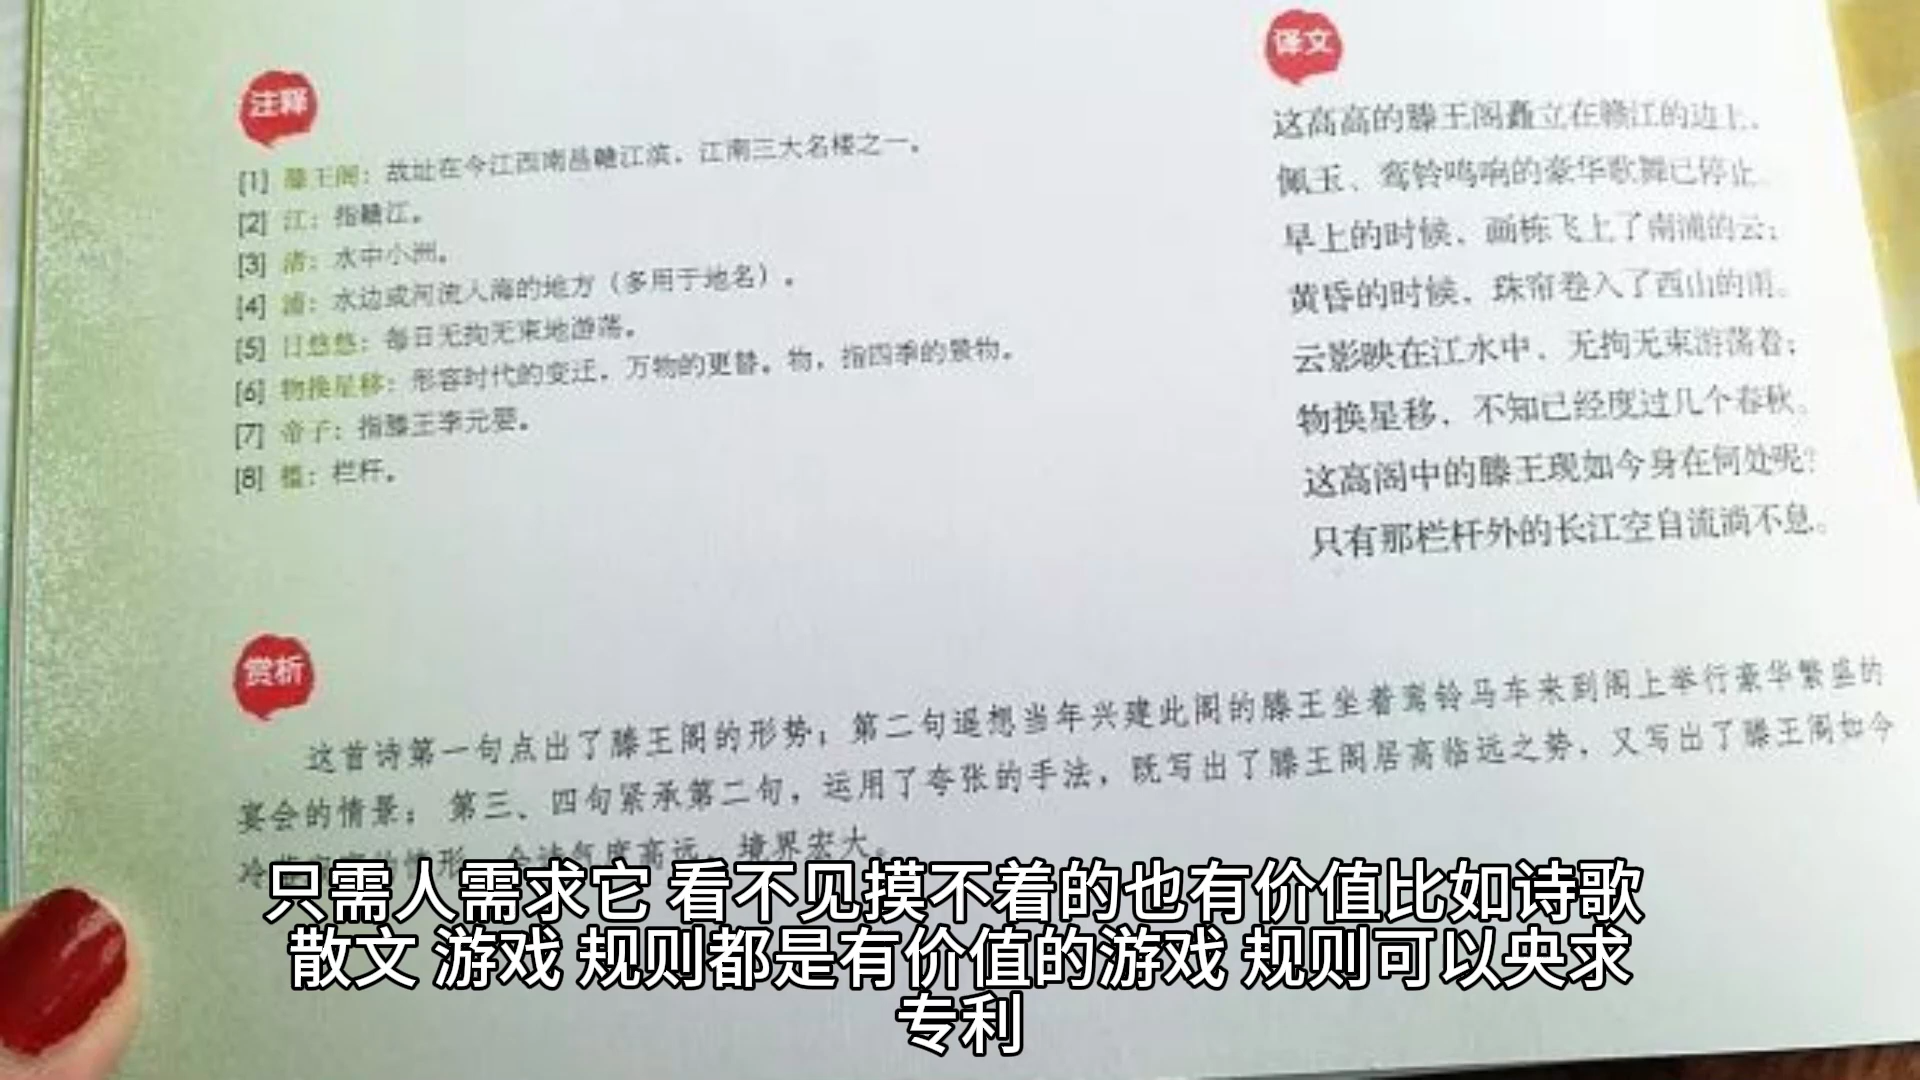 注释
[1] 滕王阁：故址在今江西南昌赣江滨，江南三大名楼之一。
[2] 江：指赣江。
[3] 渚：水中小洲。
[4] 浦：水边或河流入海的地方（多用于地名）。
[5] 日悠悠：每日无拘无束地游荡。
[6] 物换星移：形容时代的变迁，万物的更替。物，指四季的景物。
[7] 帝子：指滕王李元婴。
[8] 槛：栏杆。
译文
这高高的滕王阁矗立在赣江的边上，
佩玉、鸾铃鸣响的豪华歌舞已停止。
早上的时候，画栋飞上了南浦的云；
黄昏的时候，珠帘卷入了西山的雨。
云影映在江水中，无拘无束游荡着；
物换星移，不知已经度过几个春秋。
这高阁中的滕王现如今身在何处呢？
只有那栏杆外的长江空自流淌不息。
赏析
这首诗第一句点出了滕王阁的形势；第二句遥想当年兴建此阁的滕王坐着鸾铃马车来到阁上举行豪华繁盛的
宴会的情景； 第三、四句紧承第二句，运用了夸张的手法，既写出了滕王阁居高临远之势，又写出了滕王阁如今
冷 情形 全诗气度高远，境界宏大。
只需人需求它 看不见摸不着的也有价值比如诗歌
散文 游戏 规则都是有价值的游戏 规则可以央求
专利